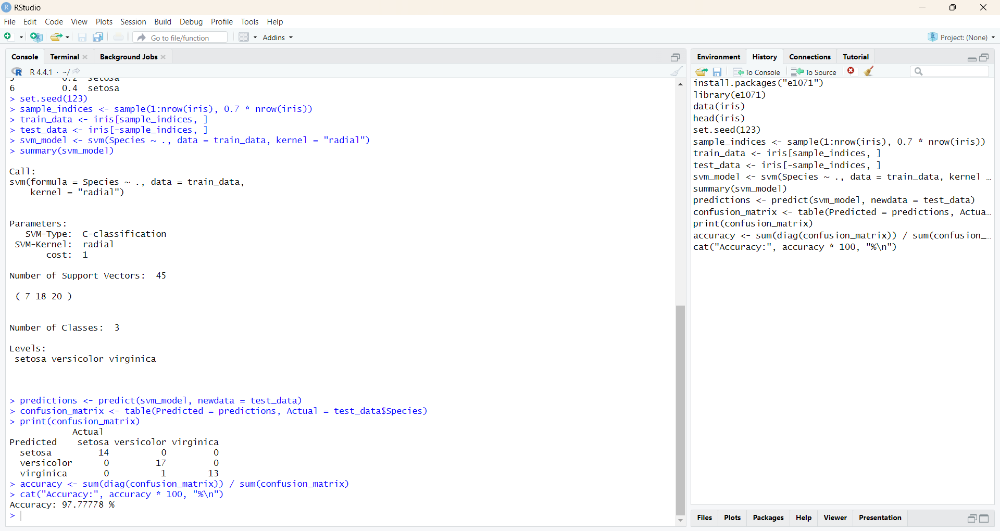 RStudio
File Edit Code View Plots Session Build Debug Profile Tools Help
Go to file/function Addins Project: (None)
Console Terminal Background Jobs
R 4.4.1 · ~/
5 0.2 setosa
6 0.4 setosa
> set.seed(123)
> sample_indices <- sample(1:nrow(iris), 0.7 * nrow(iris))
> train_data <- iris[sample_indices, ]
> test_data <- iris[-sample_indices, ]
> svm_model <- svm(Species ~ ., data = train_data, kernel = "radial")
> summary(svm_model)
Call:
svm(formula = Species ~ ., data = train_data,
kernel = "radial")
Parameters:
SVM-Type: C-classification
SVM-Kernel: radial
cost: 1
Number of Support Vectors: 45
( 7 18 20 )
Number of Classes: 3
Levels:
setosa versicolor virginica
> predictions <- predict(svm_model, newdata = test_data)
> confusion_matrix <- table(Predicted = predictions, Actual = test_data$Species)
> print(confusion_matrix)
Actual
Predicted setosa versicolor virginica
setosa 14 0 0
versicolor 0 17 0
virginica 0 1 13
> accuracy <- sum(diag(confusion_matrix)) / sum(confusion_matrix)
> cat("Accuracy:", accuracy * 100, "%\n")
Accuracy: 97.77778 %
>
Environment History Connections Tutorial
To Console To Source
install.packages("e1071")
library(e1071)
data(iris)
head(iris)
set.seed(123)
sample_indices <- sample(1:nrow(iris), 0.7 * nrow(iris))
train_data <- iris[sample_indices, ]
test_data <- iris[-sample_indices, ]
svm_model <- svm(Species ~ ., data = train_data, kernel …
summary(svm_model)
predictions <- predict(svm_model, newdata = test_data)
confusion_matrix <- table(Predicted = predictions, Actua…
print(confusion_matrix)
accuracy <- sum(diag(confusion_matrix)) / sum(confusion_…
cat("Accuracy:", accuracy * 100, "%\n")
Files Plots Packages Help Viewer Presentation